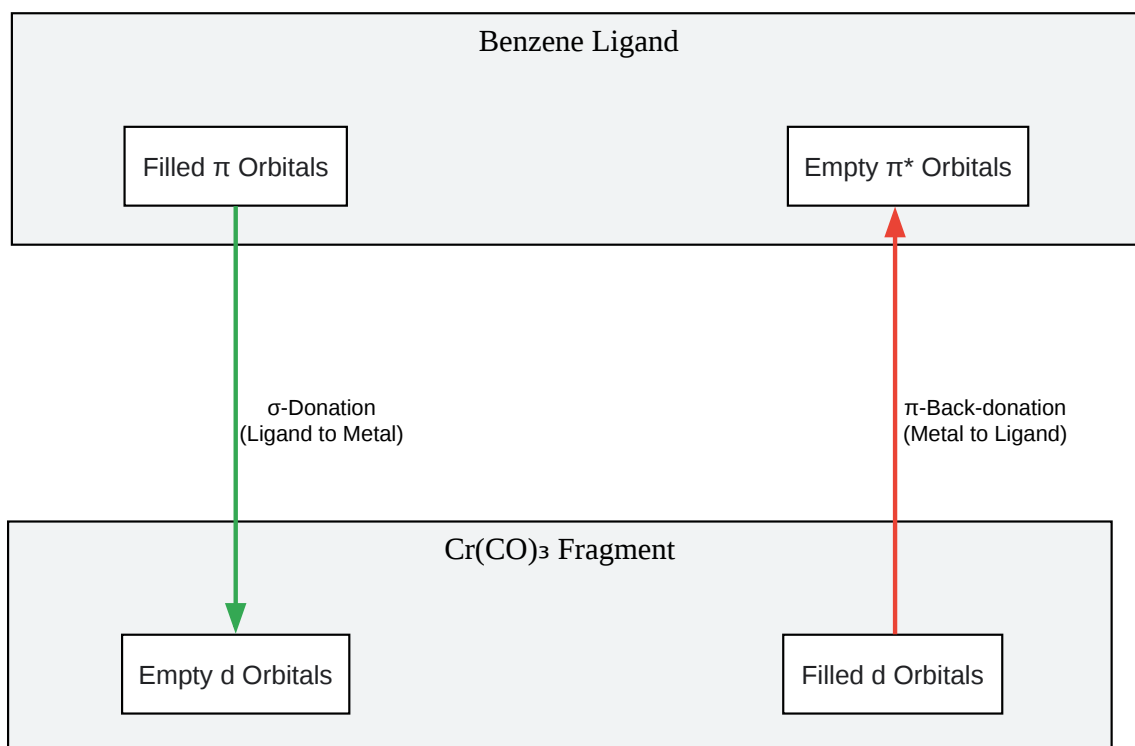 Benzene Ligand
Filled π Orbitals
Empty π* Orbitals
σ-Donation
(Ligand to Metal)
π-Back-donation
(Metal to Ligand)
Cr(CO)₃ Fragment
Empty d Orbitals
Filled d Orbitals